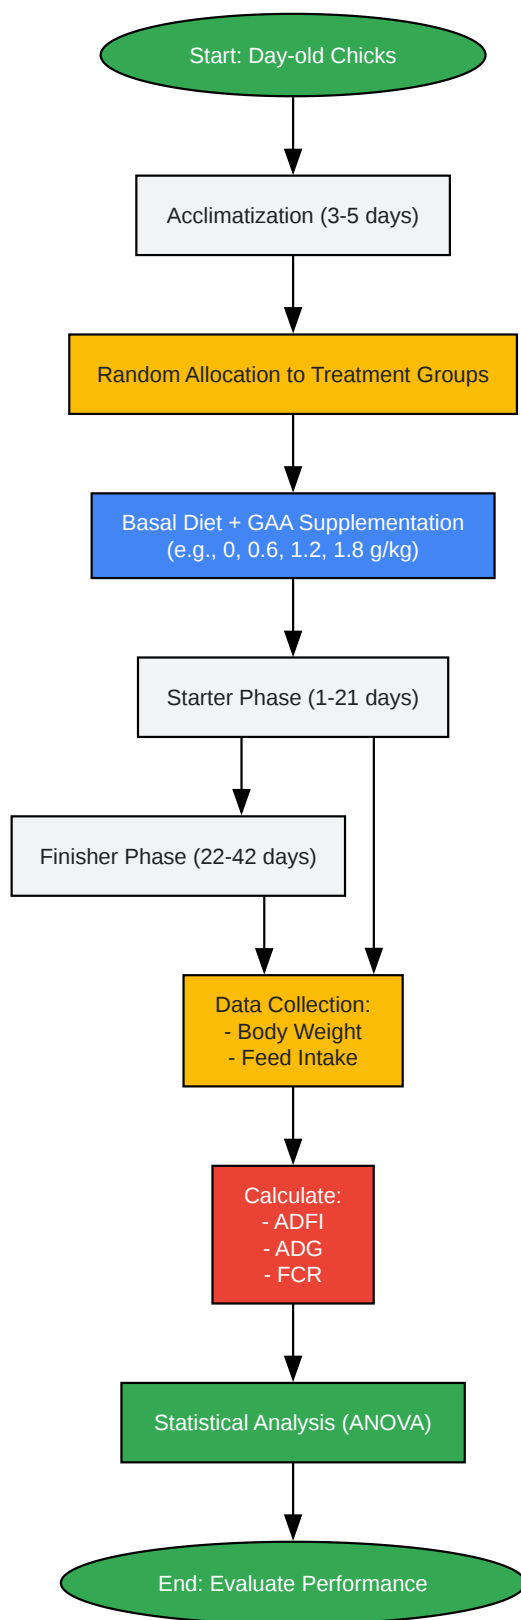 Start: Day-old Chicks
Acclimatization (3-5 days)
Random Allocation to Treatment Groups
Basal Diet + GAA Supplementation
(e.g., 0, 0.6, 1.2, 1.8 g/kg)
Starter Phase (1-21 days)
Finisher Phase (22-42 days)
Data Collection:
- Body Weight
- Feed Intake
Calculate:
- ADFI
- ADG
- FCR
Statistical Analysis (ANOVA)
End: Evaluate Performance